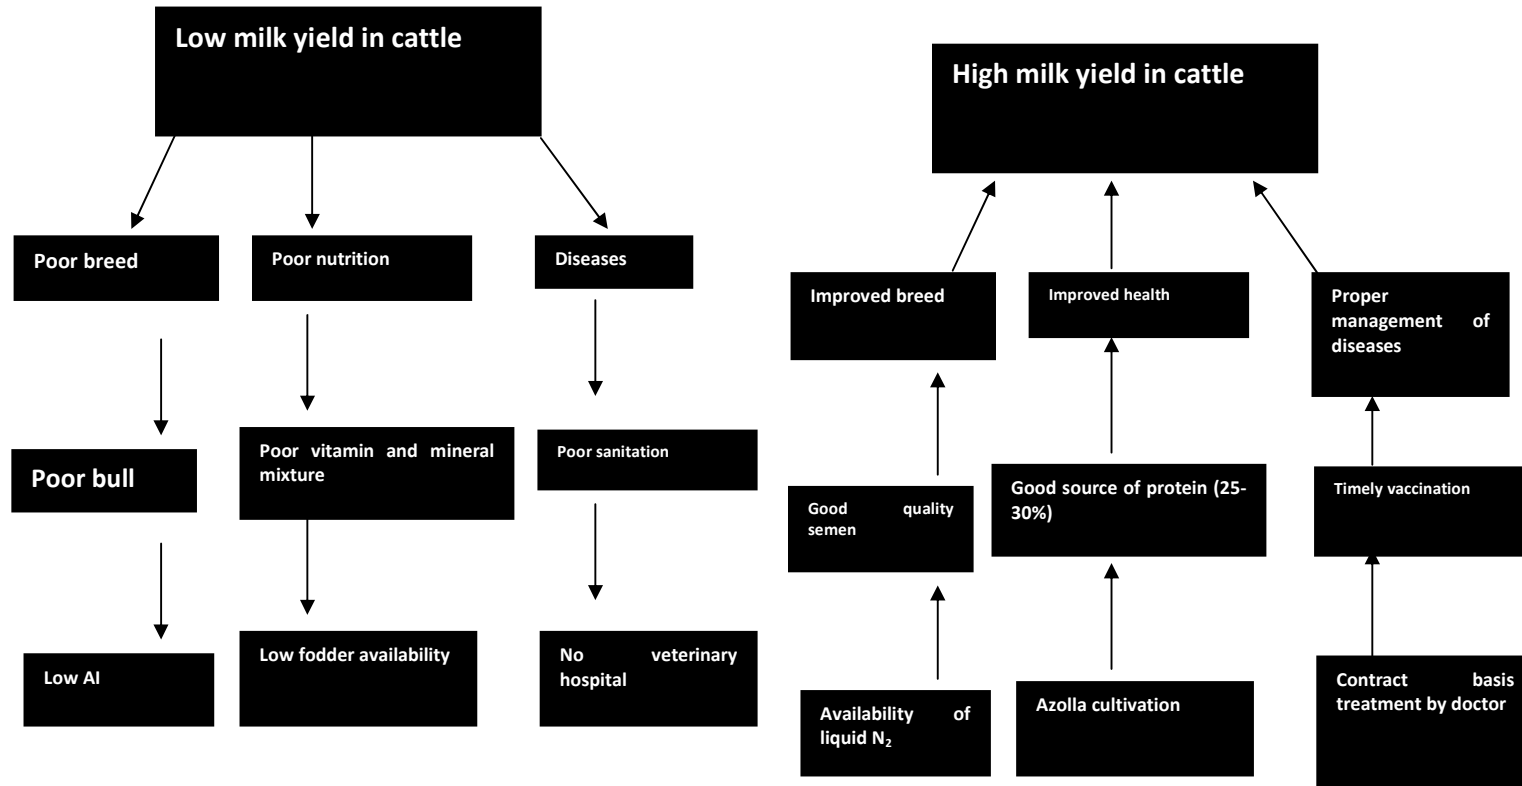 Low milk yield in cattle
Poor breed
Poor nutrition
Diseases
Poor bull
Poor vitamin and mineral
mixture
Poor sanitation
Low AI
Low fodder availability
No veterinary
hospital
High milk yield in cattle
Improved breed
Improved health
Proper
management of
diseases
Good quality
semen
Good source of protein (25-
30%)
Timely vaccination
Availability of
liquid N₂
Azolla cultivation
Contract basis
treatment by doctor